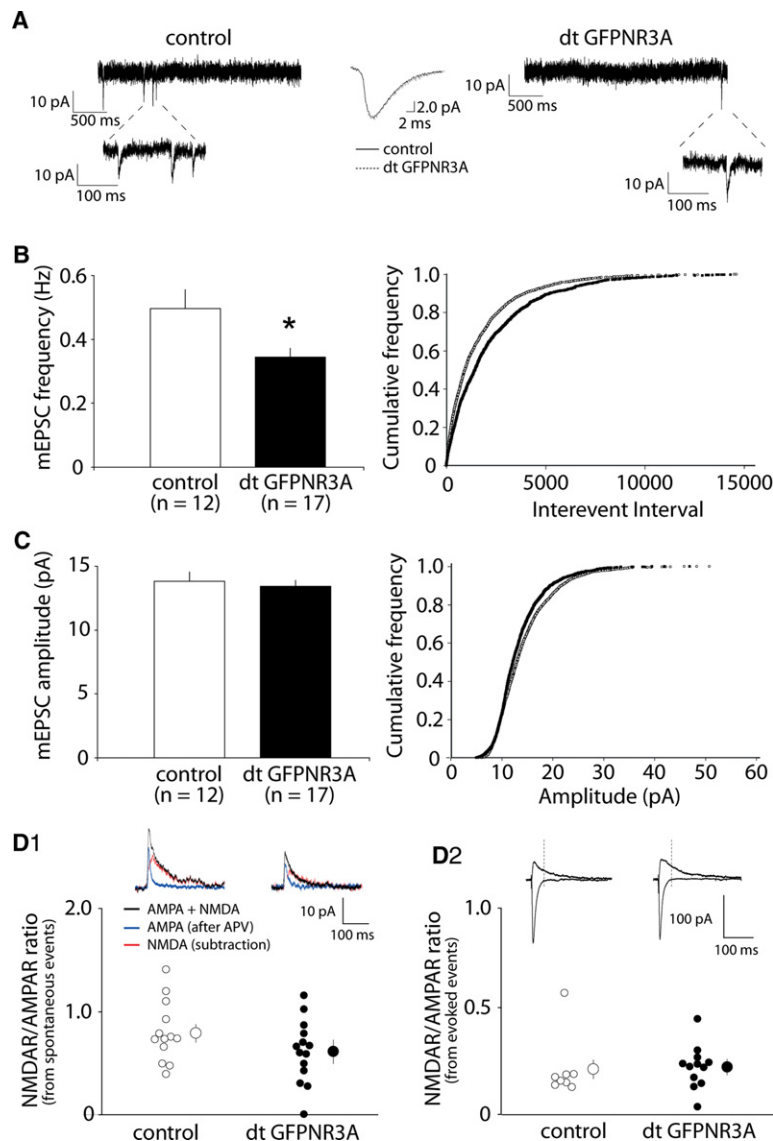 A
control
dt GFPNR3A
10 pA
500 ms
2.0 pA
2 ms
10 pA
500 ms
control
dt GFPNR3A
10 pA
100 ms
10 pA
100 ms
B
mEPSC frequency (Hz)
0.6
0.4
0.2
0
*
control
(n = 12)
dt GFPNR3A
(n = 17)
Cumulative frequency
1.0
0.8
0.6
0.4
0.2
0
0
5000
10000
15000
Interevent Interval
C
mEPSC amplitude (pA)
15
10
5
0
control
(n = 12)
dt GFPNR3A
(n = 17)
Cumulative frequency
1.0
0.8
0.6
0.4
0.2
0
0
10
20
30
40
50
60
Amplitude (pA)
D1
AMPA + NMDA
AMPA (after APV)
NMDA (subtraction)
10 pA
100 ms
NMDAR/AMPAR ratio
(from spontaneous events)
2.0
1.0
0
control
dt GFPNR3A
D2
100 pA
100 ms
NMDAR/AMPAR ratio
(from evoked events)
1.0
0.5
0
control
dt GFPNR3A